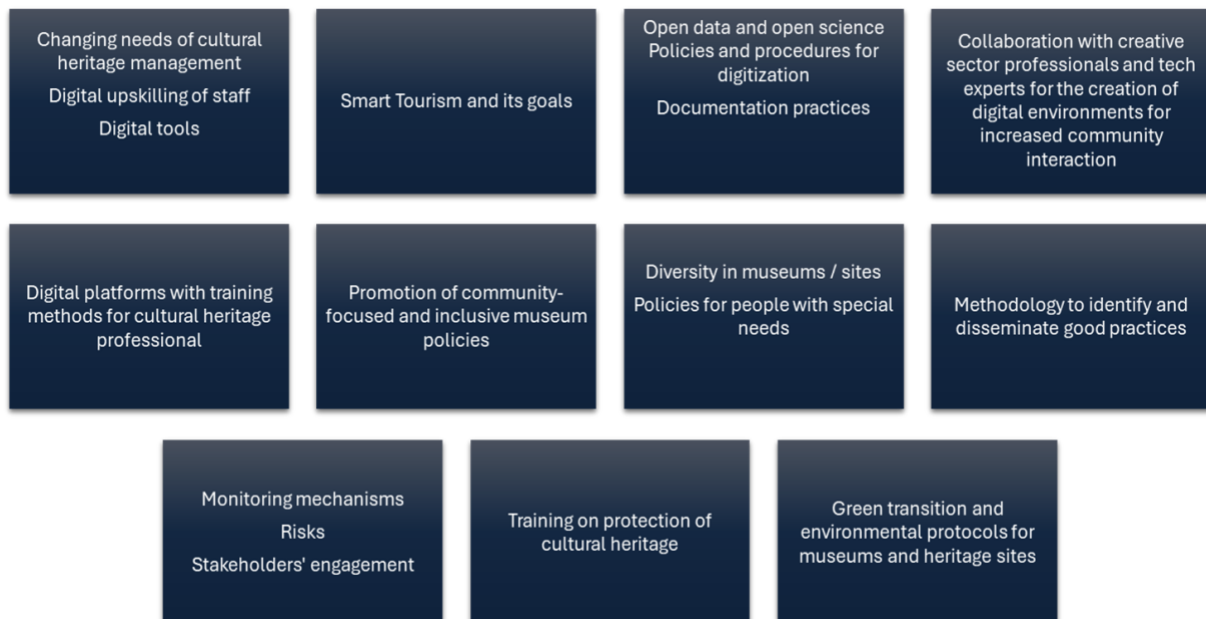 Changing needs of cultural
heritage management
Digital upskilling of staff
Digital tools
Smart Tourism and its goals
Open data and open science
Policies and procedures for
digitization
Documentation practices
Collaboration with creative
sector professionals and tech
experts for the creation of
digital environments for
increased community
interaction
Digital platforms with training
methods for cultural heritage
professional
Promotion of community-
focused and inclusive museum
policies
Diversity in museums / sites
Policies for people with special
needs
Methodology to identify and
disseminate good practices
Monitoring mechanisms
Risks
Stakeholders' engagement
Training on protection of
cultural heritage
Green transition and
environmental protocols for
museums and heritage sites